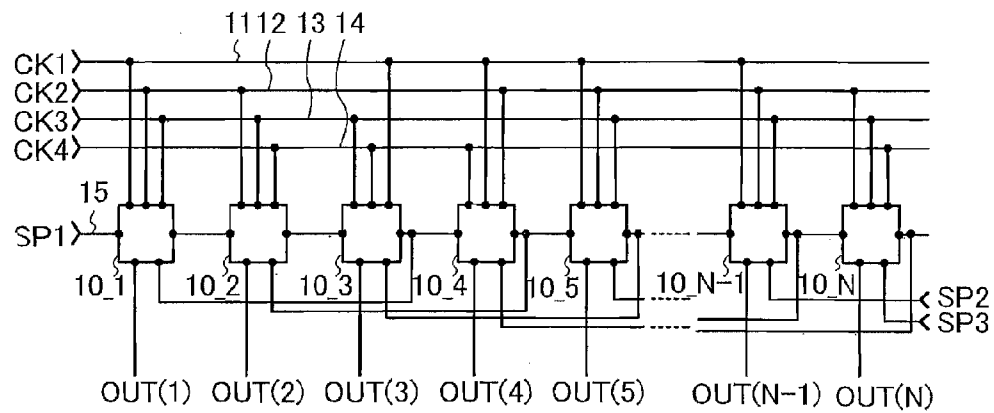 11 12 13 14
CK1
CK2
CK3
CK4
15
SP1
10_1 10_2 10_3 10_4 10_5 10_N-1 10_N
SP2
SP3
OUT(1) OUT(2) OUT(3) OUT(4) OUT(5) OUT(N-1) OUT(N)